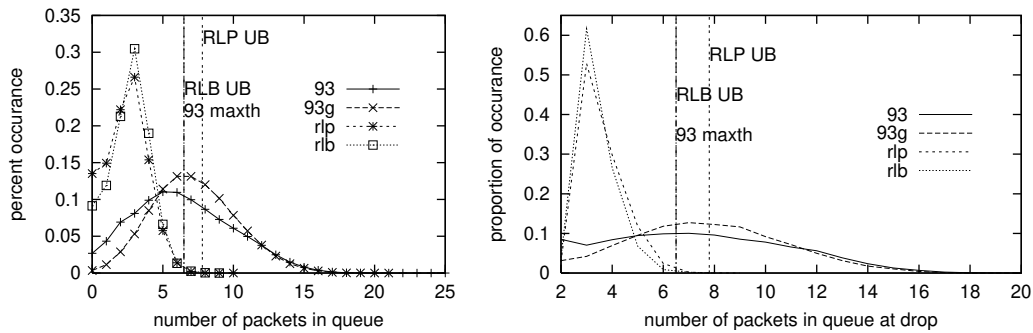 0.35
0.3
0.25
0.2
0.15
0.1
0.05
0
percent occurance
0 5 10 15 20 25
number of packets in queue
RLP UB
RLB UB
93 maxth
93
93g
rlp
rlb
0.6
0.5
0.4
0.3
0.2
0.1
0
proportion of occurance
2 4 6 8 10 12 14 16 18 20
number of packets in queue at drop
RLP UB
RLB UB
93 maxth
93
93g
rlp
rlb